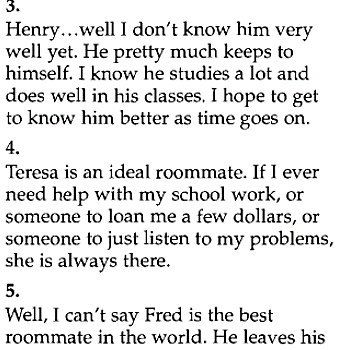 3.
Henry...well I don't know him very
well yet. He pretty much keeps to
himself. I know he studies a lot and
does well in his classes. I hope to get
to know him better as time goes on.
4.
Teresa is an ideal roommate. If I ever
need help with my school work, or
someone to loan me a few dollars, or
someone to just listen to my problems,
she is always there.
5.
Well, I can't say Fred is the best
roommate in the world. He leaves his